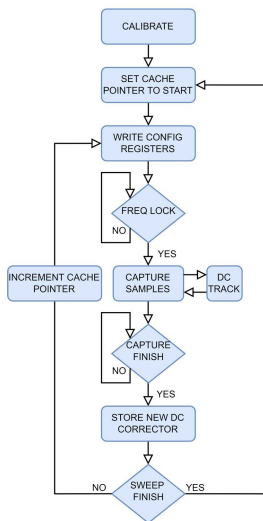 CALIBRATE
SET CACHE
POINTER TO START
WRITE CONFIG
REGISTERS
FREQ LOCK
NO
YES
INCREMENT CACHE
POINTER
CAPTURE
SAMPLES
DC
TRACK
CAPTURE
FINISH
NO
YES
STORE NEW DC
CORRECTOR
NO
SWEEP
FINISH
YES